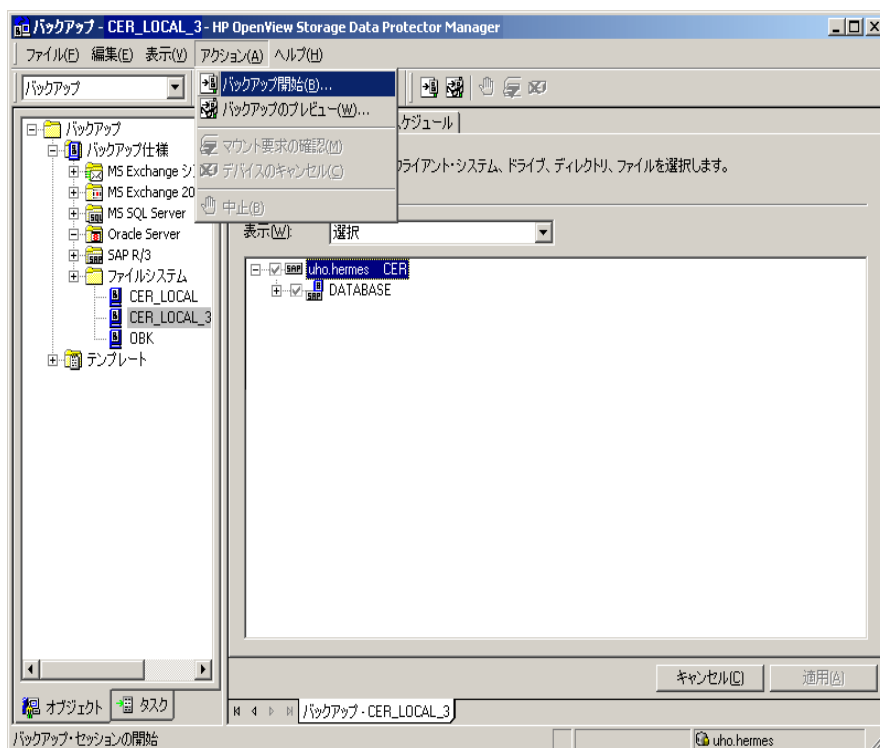 バックアップ - CER_LOCAL_3 - HP OpenView Storage Data Protector Manager
ファイル(F) 編集(E) 表示(V) アクション(A) ヘルプ(H)
バックアップ
バックアップ開始(B)...
バックアップのプレビュー(W)...
マウント要求の確認(M)
デバイスのキャンセル(C)
中止(B)
ケジュール
クライアント・システム、ドライブ、ディレクトリ、ファイルを選択します。
表示(W): 選択
バックアップ
バックアップ仕様
MS Exchange シ
MS Exchange 20
MS SQL Server
Oracle Server
SAP R/3
ファイルシステム
CER_LOCAL
CER_LOCAL_3
OBK
テンプレート
SAP uho.hermes CER
SAP DATABASE
キャンセル(C) 適用(A)
オブジェクト タスク
バックアップ - CER_LOCAL_3
バックアップ・セッションの開始
uho.hermes